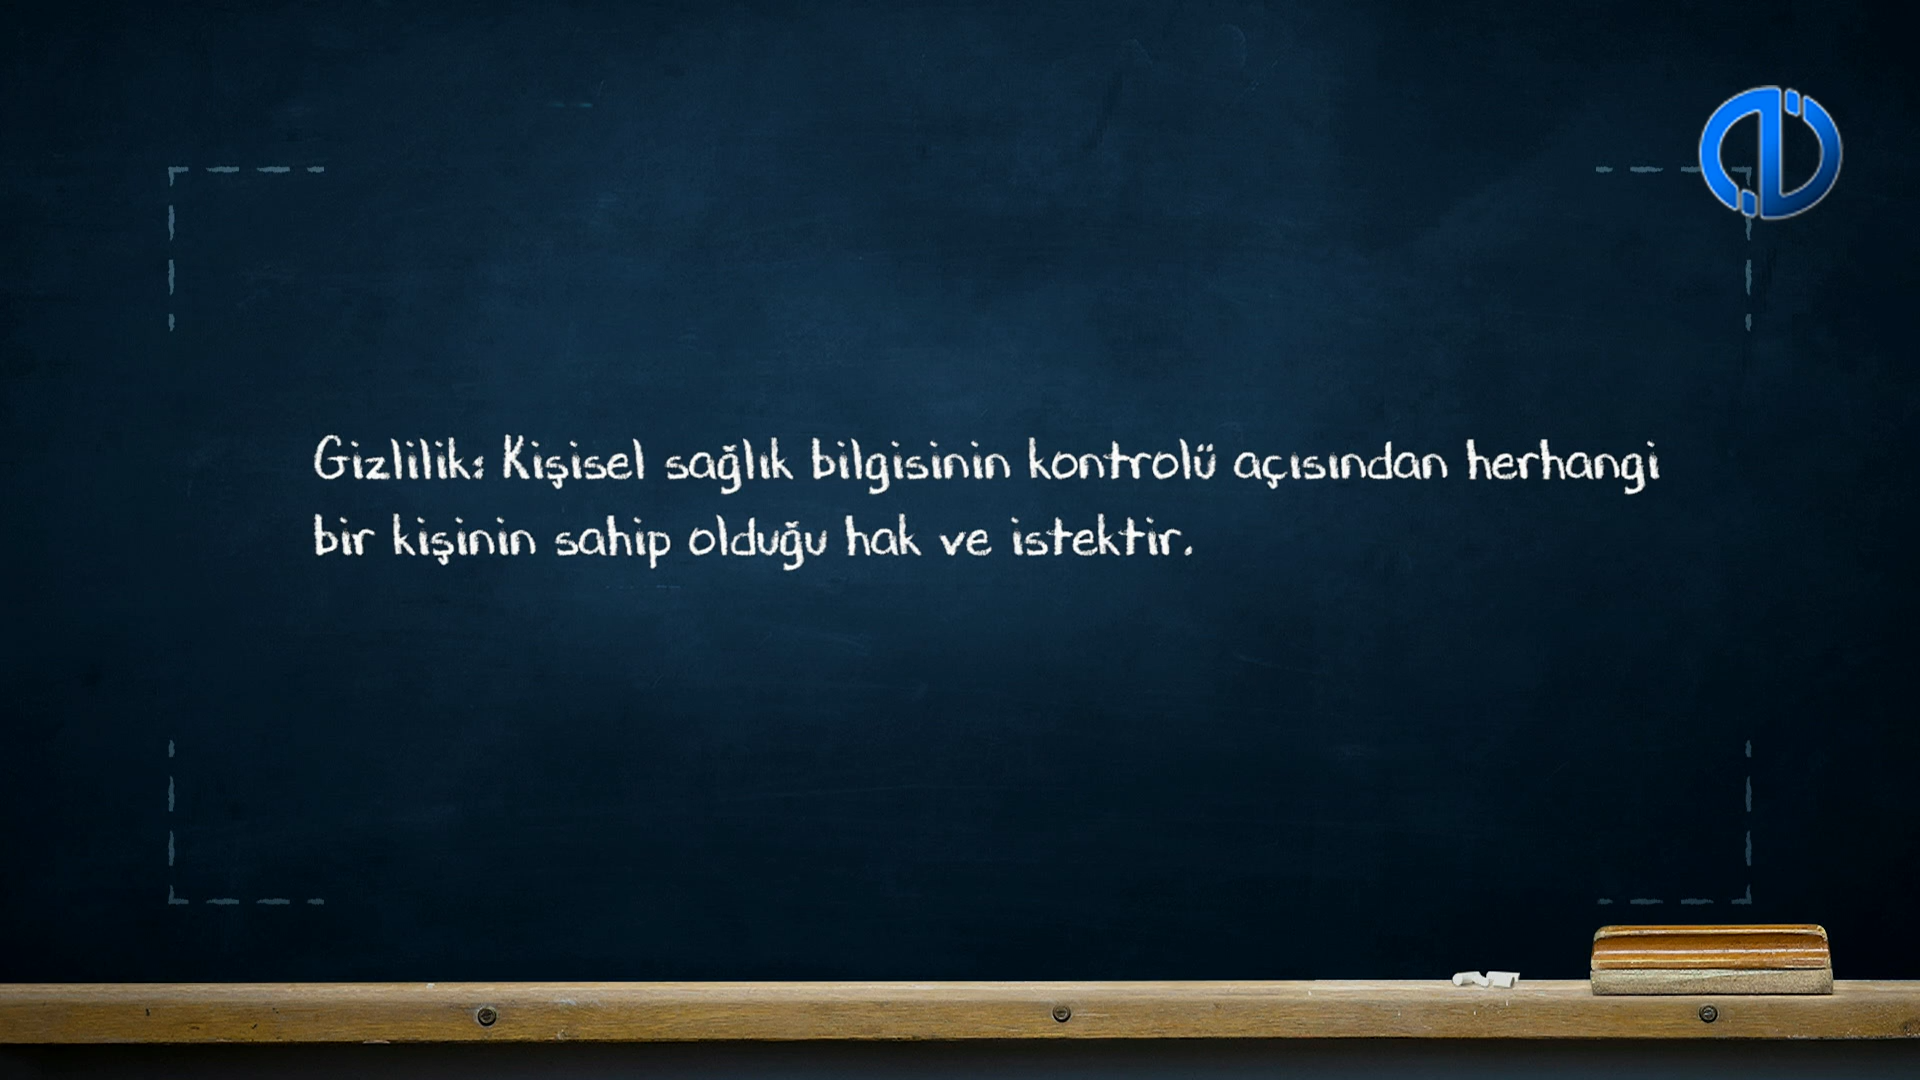 Gizlilik: Kişisel sağlık bilgisinin kontrolü açısından herhangi
bir kişinin sahip olduğu hak ve istektir.